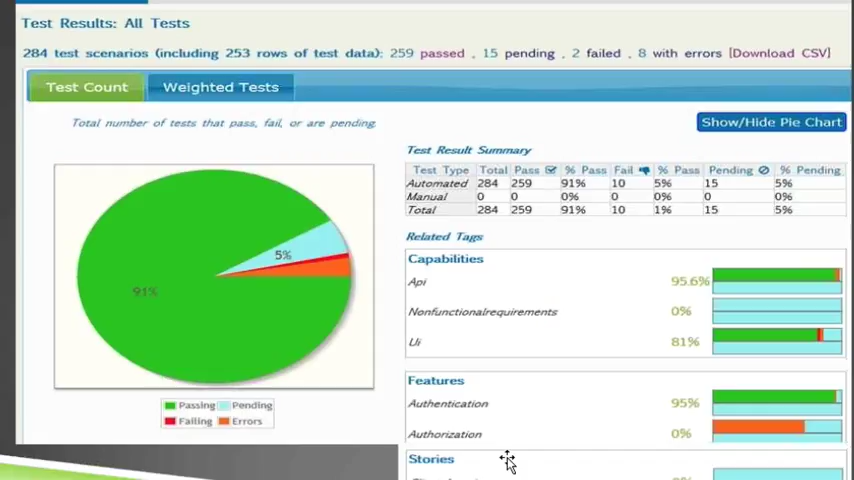 Test Results: All Tests
284 test scenarios (including 253 rows of test data): 259 passed , 15 pending , 2 failed , 8 with errors [Download CSV]
Test Count Weighted Tests
Total number of tests that pass, fail, or are pending.
Show/Hide Pie Chart
Test Result Summary
Test Type Total Pass % Pass Fail % Pass Pending % Pending
Automated 284 259 91% 10 5% 15 5%
Manual 0 0 0% 0 0% 0 0%
Total 284 259 91% 10 1% 15 5%
5%
91%
Passing Pending
Failing Errors
Related Tags
Capabilities
Api 95.6%
Nonfunctionalrequirements 0%
Ui 81%
Features
Authentication 95%
Authorization 0%
Stories